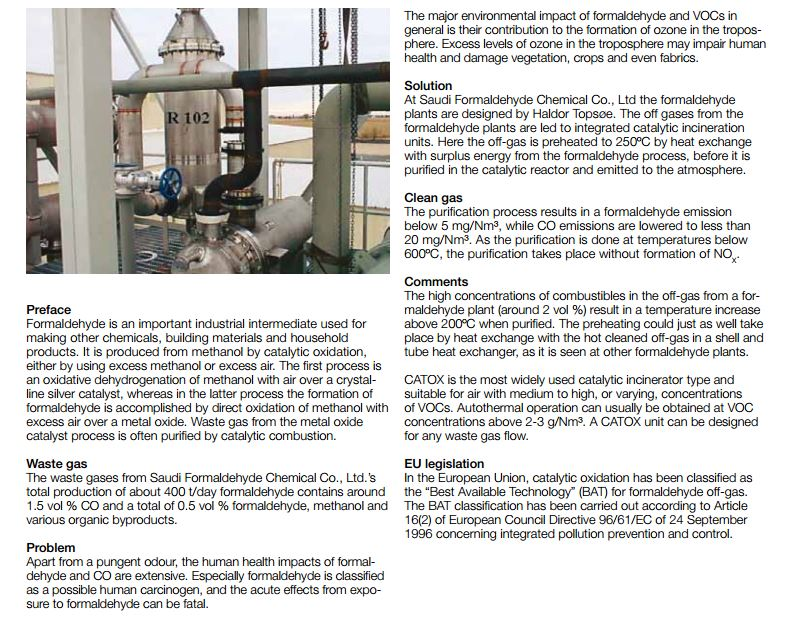 R 102
Preface
Formaldehyde is an important industrial intermediate used for
making other chemicals, building materials and household
products. It is produced from methanol by catalytic oxidation,
either by using excess methanol or excess air. The first process is
an oxidative dehydrogenation of methanol with air over a crystal-
line silver catalyst, whereas in the latter process the formation of
formaldehyde is accomplished by direct oxidation of methanol with
excess air over a metal oxide. Waste gas from the metal oxide
catalyst process is often purified by catalytic combustion.
Waste gas
The waste gases from Saudi Formaldehyde Chemical Co., Ltd.’s
total production of about 400 t/day formaldehyde contains around
1.5 vol % CO and a total of 0.5 vol % formaldehyde, methanol and
various organic byproducts.
Problem
Apart from a pungent odour, the human health impacts of formal-
dehyde and CO are extensive. Especially formaldehyde is classified
as a possible human carcinogen, and the acute effects from expo-
sure to formaldehyde can be fatal.
The major environmental impact of formaldehyde and VOCs in
general is their contribution to the formation of ozone in the tropos-
phere. Excess levels of ozone in the troposphere may impair human
health and damage vegetation, crops and even fabrics.
Solution
At Saudi Formaldehyde Chemical Co., Ltd the formaldehyde
plants are designed by Haldor Topsøe. The off gases from the
formaldehyde plants are led to integrated catalytic incineration
units. Here the off-gas is preheated to 250ºC by heat exchange
with surplus energy from the formaldehyde process, before it is
purified in the catalytic reactor and emitted to the atmosphere.
Clean gas
The purification process results in a formaldehyde emission
below 5 mg/Nm³, while CO emissions are lowered to less than
20 mg/Nm³. As the purification is done at temperatures below
600ºC, the purification takes place without formation of NOₓ.
Comments
The high concentrations of combustibles in the off-gas from a for-
maldehyde plant (around 2 vol %) result in a temperature increase
above 200ºC when purified. The preheating could just as well take
place by heat exchange with the hot cleaned off-gas in a shell and
tube heat exchanger, as it is seen at other formaldehyde plants.
CATOX is the most widely used catalytic incinerator type and
suitable for air with medium to high, or varying, concentrations
of VOCs. Autothermal operation can usually be obtained at VOC
concentrations above 2-3 g/Nm³. A CATOX unit can be designed
for any waste gas flow.
EU legislation
In the European Union, catalytic oxidation has been classified as
the “Best Available Technology” (BAT) for formaldehyde off-gas.
The BAT classification has been carried out according to Article
16(2) of European Council Directive 96/61/EC of 24 September
1996 concerning integrated pollution prevention and control.